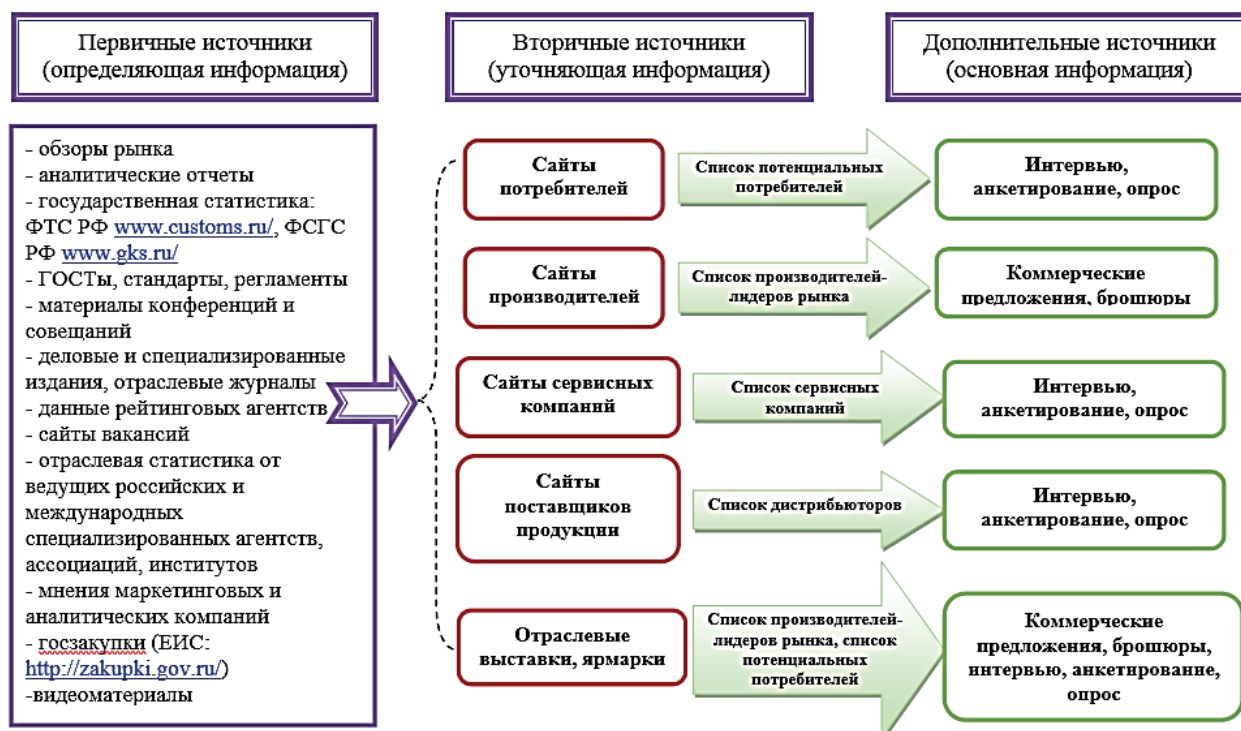 Первичные источники
(определяющая информация)
Вторичные источники
(уточняющая информация)
Дополнительные источники
(основная информация)
- обзоры рынка
- аналитические отчеты
- государственная статистика:
ФТС РФ www.customs.ru/, ФСГС
РФ www.gks.ru/
- ГОСТы, стандарты, регламенты
- материалы конференций и
совещаний
- деловые и специализированные
издания, отраслевые журналы
- данные рейтинговых агентств
- сайты вакансий
- отраслевая статистика от
ведущих российских и
международных
специализированных агентств,
ассоциаций, институтов
- мнения маркетинговых и
аналитических компаний
- госзакупки (ЕИС:
http://zakupki.gov.ru/)
-видеоматериалы
Сайты
потребителей
Список потенциальных
потребителей
Интервью,
анкетирование, опрос
Сайты
производителей
Список производителей-
лидеров рынка
Коммерческие
предложения, брошюры
Сайты сервисных
компаний
Список сервисных
компаний
Интервью,
анкетирование, опрос
Сайты
поставщиков
продукции
Список дистрибьюторов
Интервью,
анкетирование, опрос
Отраслевые
выставки, ярмарки
Список производителей-
лидеров рынка, список
потенциальных
потребителей
Коммерческие
предложения, брошюры,
интервью, анкетирование,
опрос